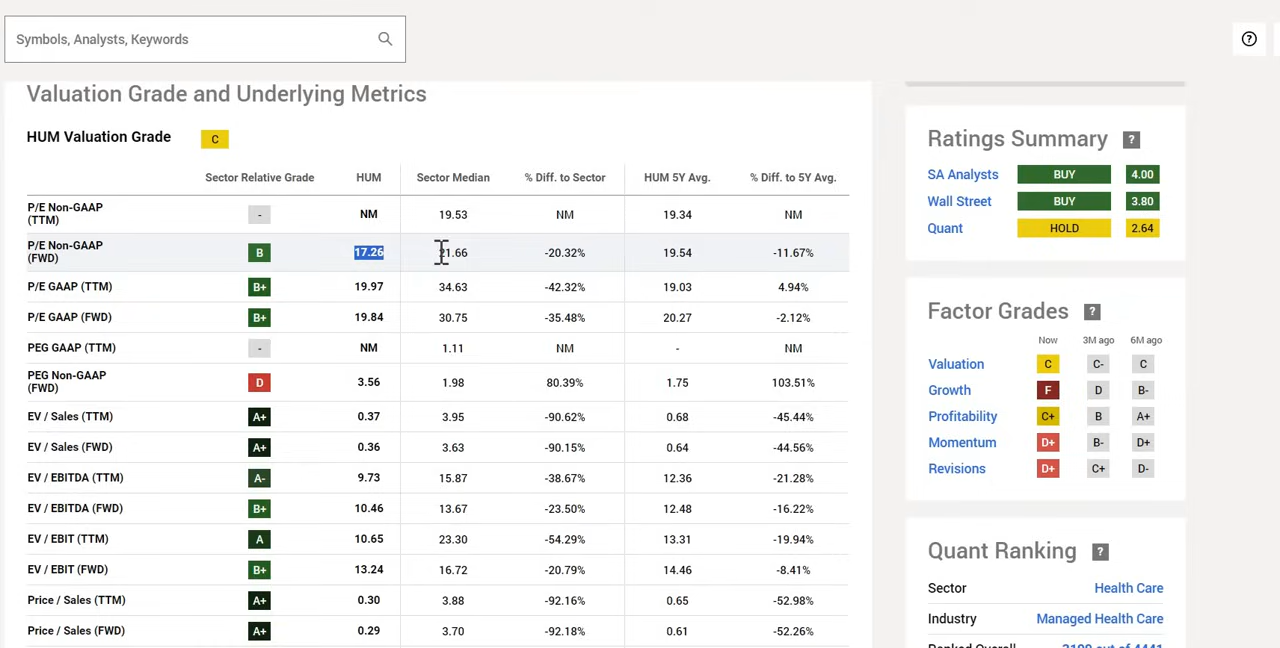 Symbols, Analysts, Keywords
?
Valuation Grade and Underlying Metrics
HUM Valuation Grade C
Sector Relative Grade HUM Sector Median % Diff. to Sector HUM 5Y Avg. % Diff. to 5Y Avg.
P/E Non-GAAP
(TTM) - NM 19.53 NM 19.34 NM
P/E Non-GAAP
(FWD) B 17.26 21.66 -20.32% 19.54 -11.67%
P/E GAAP (TTM) B+ 19.97 34.63 -42.32% 19.03 4.94%
P/E GAAP (FWD) B+ 19.84 30.75 -35.48% 20.27 -2.12%
PEG GAAP (TTM) - NM 1.11 NM - NM
PEG Non-GAAP
(FWD) D 3.56 1.98 80.39% 1.75 103.51%
EV / Sales (TTM) A+ 0.37 3.95 -90.62% 0.68 -45.44%
EV / Sales (FWD) A+ 0.36 3.63 -90.15% 0.64 -44.56%
EV / EBITDA (TTM) A- 9.73 15.87 -38.67% 12.36 -21.28%
EV / EBITDA (FWD) B+ 10.46 13.67 -23.50% 12.48 -16.22%
EV / EBIT (TTM) A 10.65 23.30 -54.29% 13.31 -19.94%
EV / EBIT (FWD) B+ 13.24 16.72 -20.79% 14.46 -8.41%
Price / Sales (TTM) A+ 0.30 3.88 -92.16% 0.65 -52.98%
Price / Sales (FWD) A+ 0.29 3.70 -92.18% 0.61 -52.26%
Ratings Summary ?
SA Analysts BUY 4.00
Wall Street BUY 3.80
Quant HOLD 2.64
Factor Grades ?
Now 3M ago 6M ago
Valuation C C- C
Growth F D B-
Profitability C+ B A+
Momentum D+ B- D+
Revisions D+ C+ D-
Quant Ranking ?
Sector Health Care
Industry Managed Health Care